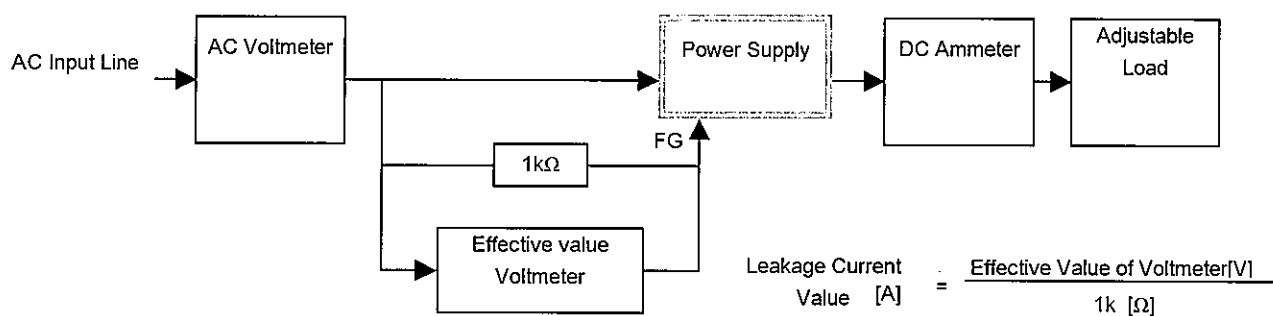 AC Input Line
AC Voltmeter
Power Supply
DC Ammeter
Adjustable
Load
FG
1kΩ
Effective value
Voltmeter
Leakage Current
Value [A]
=
Effective Value of Voltmeter[V]
1k [Ω]